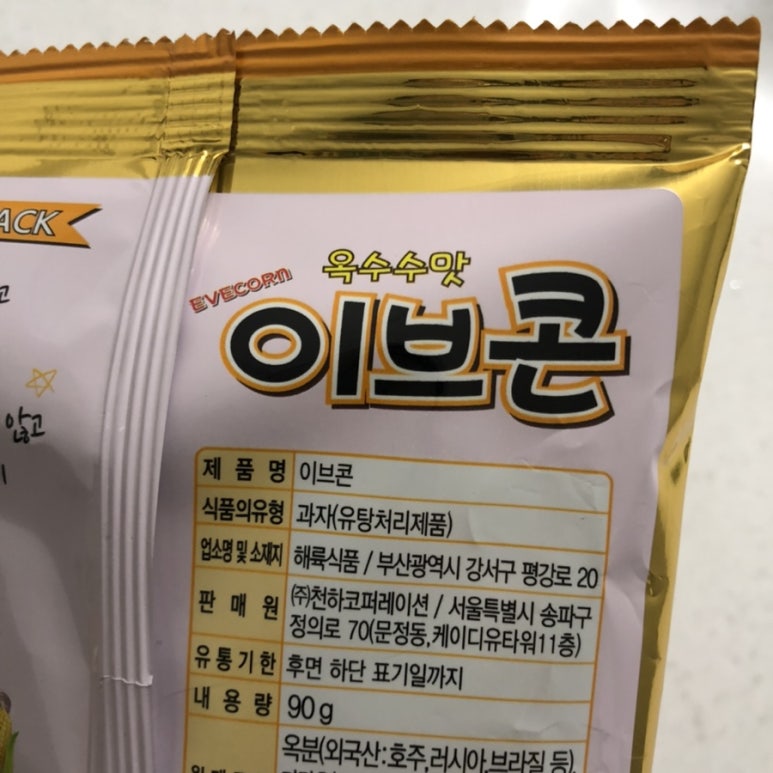 ACK
고
않고
옥수수맛
EVECORN
이브콘
제품명 이브콘
식품의유형 과자(유탕처리제품)
업소명 및 소재지 해륙식품 / 부산광역시 강서구 평강로 20
판매원 ㈜천하코퍼레이션 / 서울특별시 송파구
정의로 70(문정동,케이디유타워11층)
유통기한 후면 하단 표기일까지
내용량 90 g
옥분(외국산:호주,러시아,브라질 등),